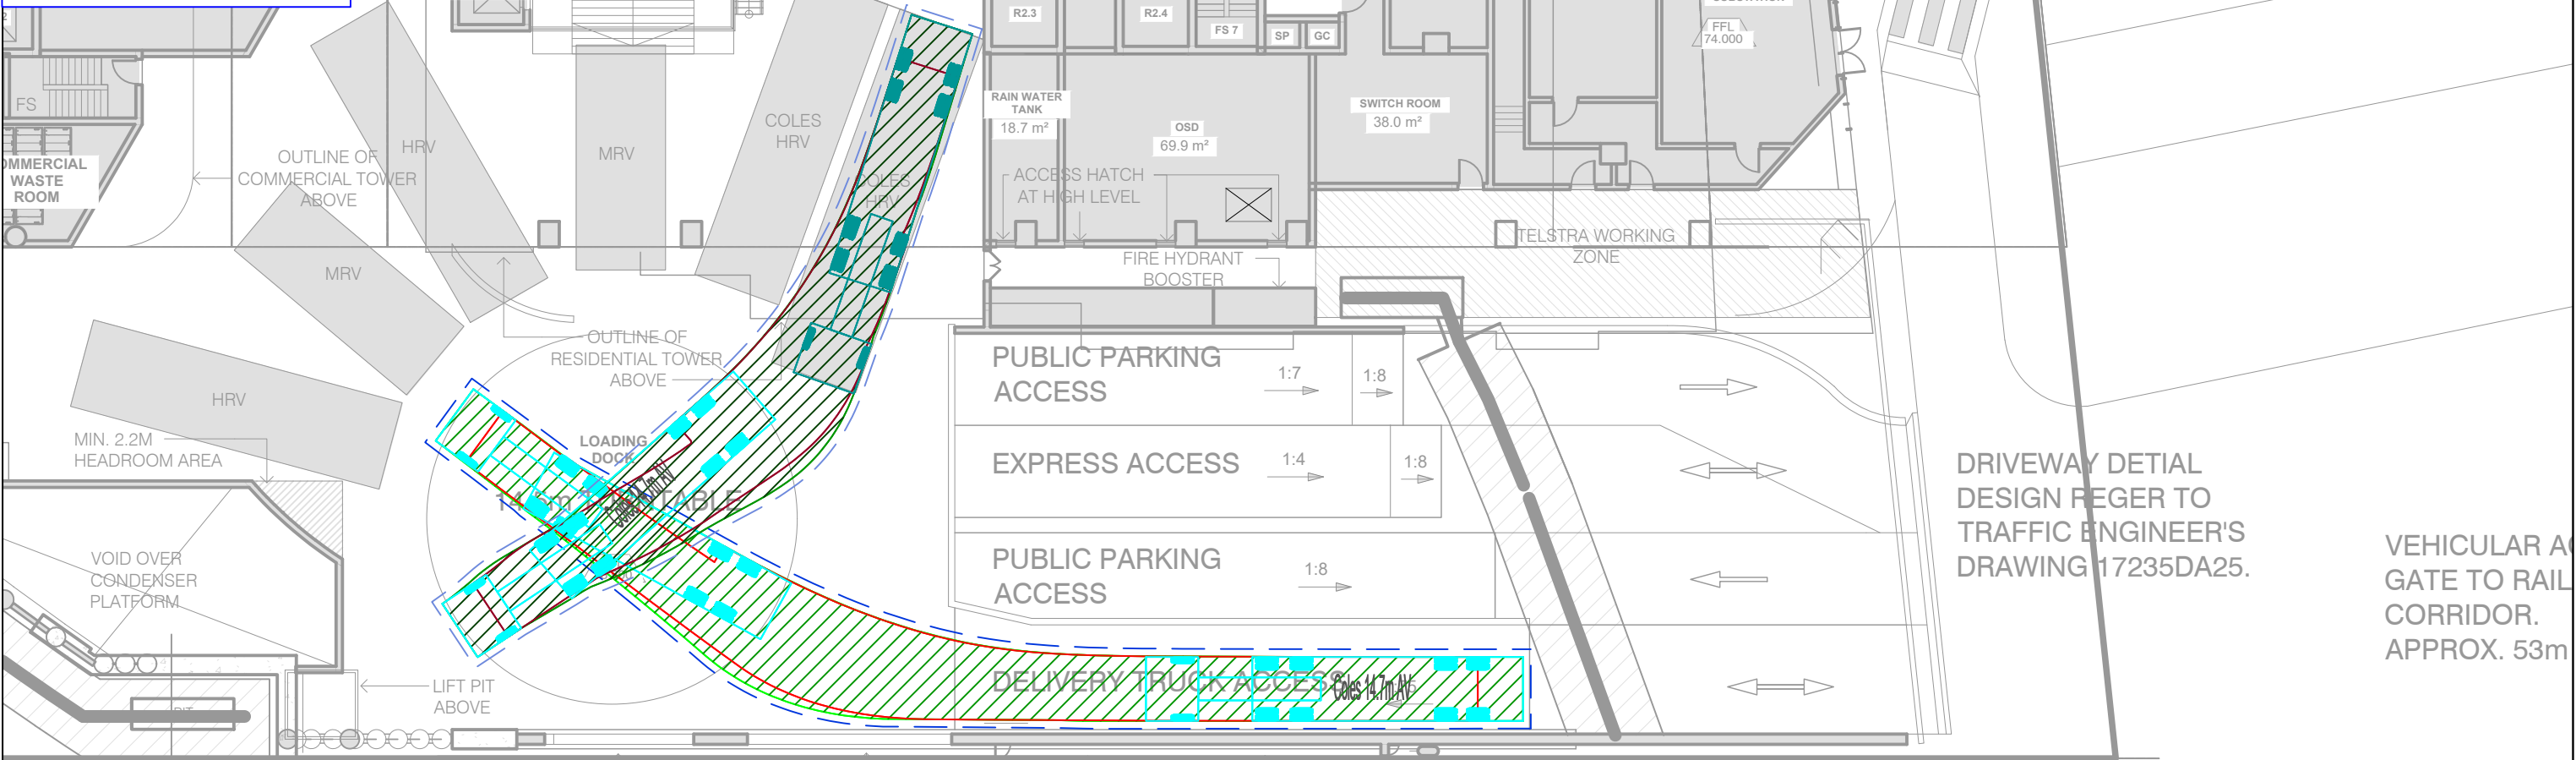 R2.3
R2.4
FS 7
SP
GC
FFL
74.000
FS
COLES
HRV
RAIN WATER
TANK
18.7 m²
SWITCH ROOM
38.0 m²
OSD
69.9 m²
HRV
MRV
OUTLINE OF
COMMERCIAL TOWER
ABOVE
WASTE
ROOM
COLES
HRV
ACCESS HATCH
AT HIGH LEVEL
TELSTRA WORKING
ZONE
MRV
FIRE HYDRANT
BOOSTER
OUTLINE OF
RESIDENTIAL TOWER
ABOVE
PUBLIC PARKING
ACCESS
1:7
1:8
HRV
MIN. 2.2M
HEADROOM AREA
LOADING
DOCK
EXPRESS ACCESS
1:4
1:8
DRIVEWAY DETIAL
DESIGN REGER TO
TRAFFIC ENGINEER'S
DRAWING 17235DA25.
VOID OVER
CONDENSER
PLATFORM
PUBLIC PARKING
ACCESS
1:8
VEHICULAR
GATE TO RAIL
CORRIDOR.
APPROX. 53m
LIFT PIT
ABOVE
DELIVERY TRUCK ACCESS
Coles 14.7m AV